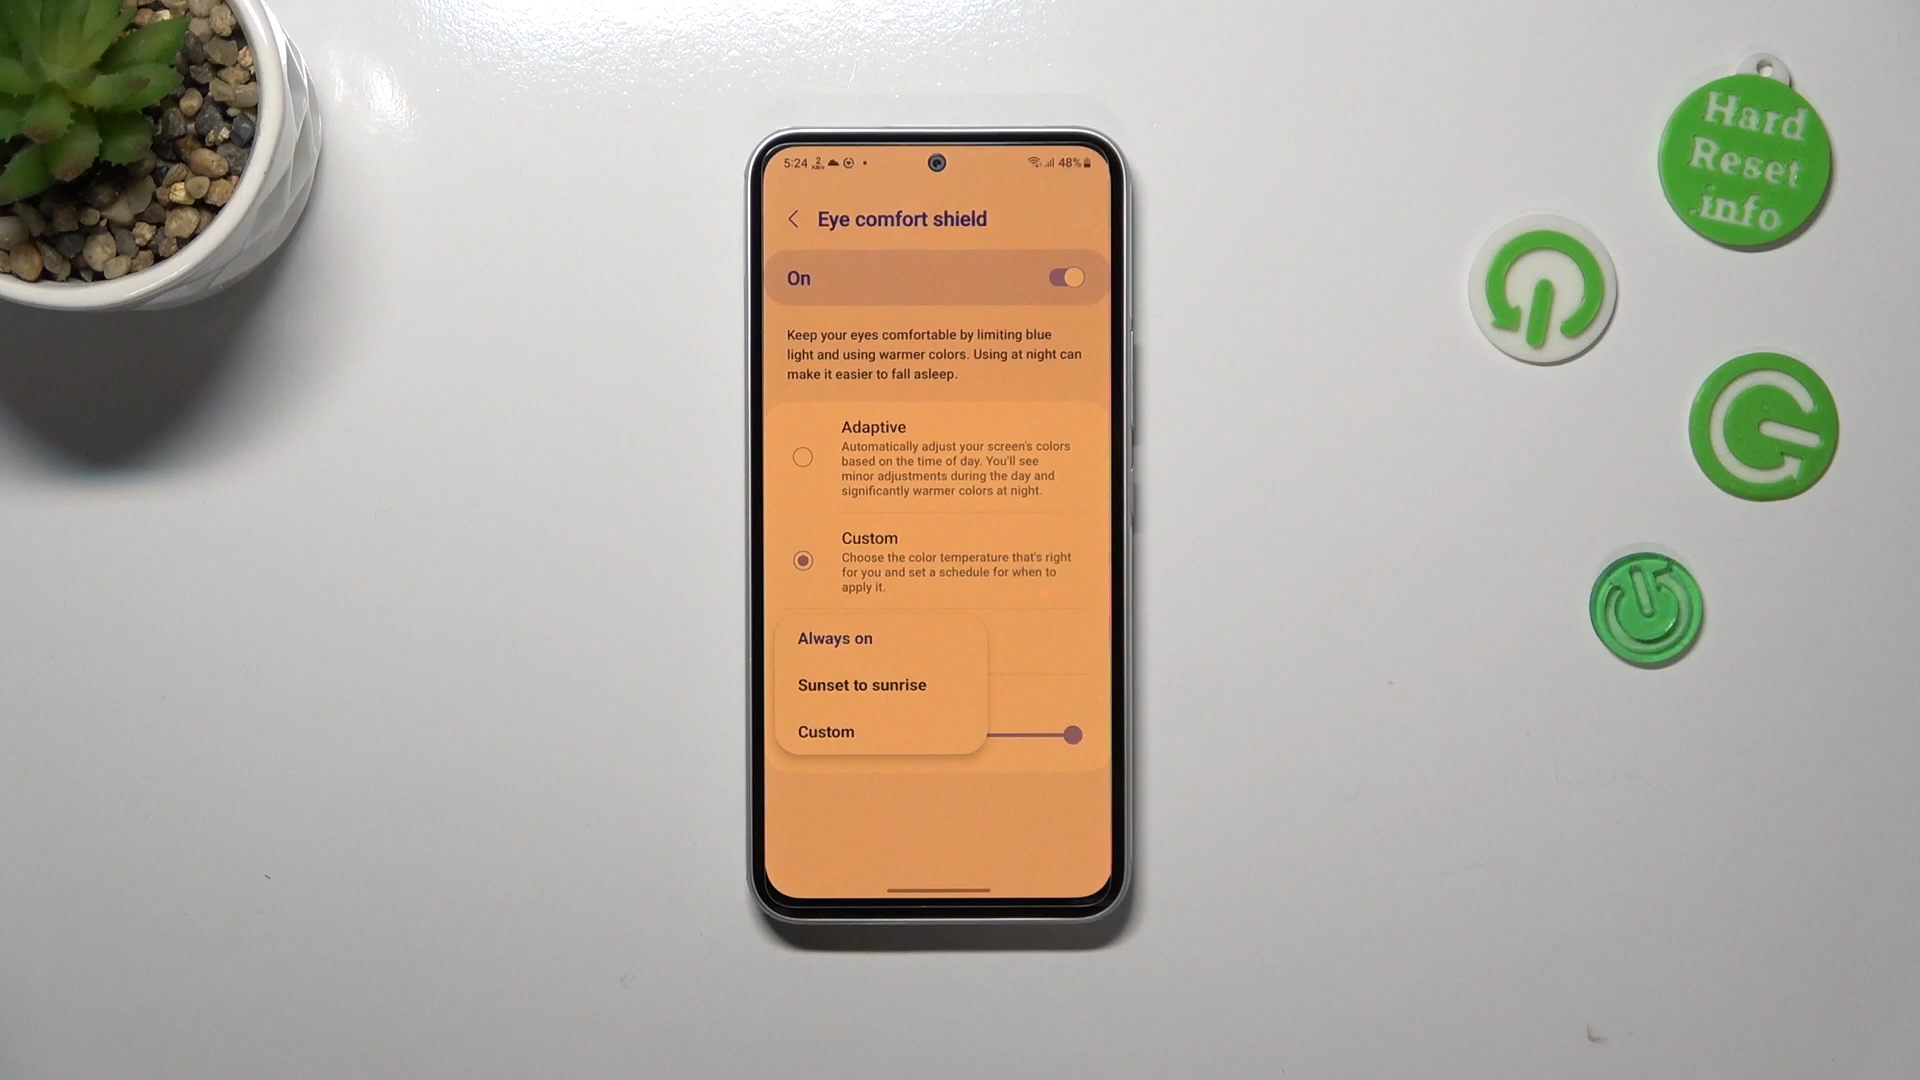 5:24
48%
Eye comfort shield
On
Keep your eyes comfortable by limiting blue
light and using warmer colors. Using at night can
make it easier to fall asleep.
Adaptive
Automatically adjust your screen's colors
based on the time of day. You'll see
minor adjustments during the day and
significantly warmer colors at night.
Custom
Choose the color temperature that's right
for you and set a schedule for when to
apply it.
Always on
Sunset to sunrise
Custom
Hard
Reset
.info